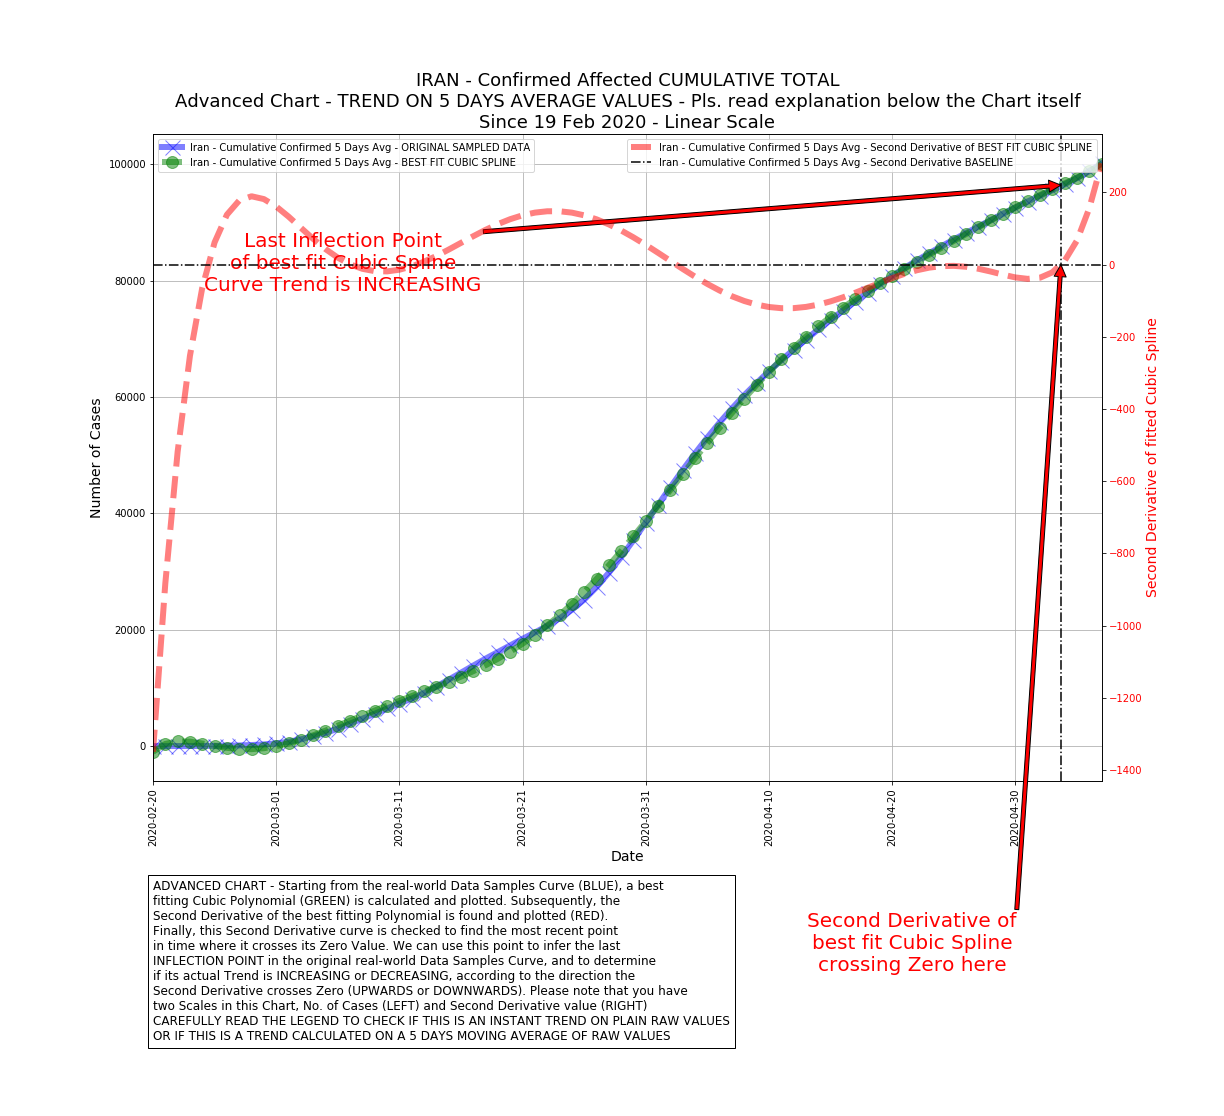 IRAN - Confirmed Affected CUMULATIVE TOTAL
Advanced Chart - TREND ON 5 DAYS AVERAGE VALUES - Pls. read explanation below the Chart itself
Since 19 Feb 2020 - Linear Scale
Iran - Cumulative Confirmed 5 Days Avg - ORIGINAL SAMPLED DATA
Iran - Cumulative Confirmed 5 Days Avg - BEST FIT CUBIC SPLINE
Iran - Cumulative Confirmed 5 Days Avg - Second Derivative of BEST FIT CUBIC SPLINE
Iran - Cumulative Confirmed 5 Days Avg - Second Derivative BASELINE
Last Inflection Point
of best fit Cubic Spline
Curve Trend is INCREASING
100000
80000
60000
40000
20000
0
Number of Cases
200
0
−200
−400
−600
−800
−1000
−1200
−1400
Second Derivative of fitted Cubic Spline
2020-02-20
2020-03-01
2020-03-11
2020-03-21
2020-03-31
2020-04-10
2020-04-20
2020-04-30
Date
Second Derivative of
best fit Cubic Spline
crossing Zero here
ADVANCED CHART - Starting from the real-world Data Samples Curve (BLUE), a best
fitting Cubic Polynomial (GREEN) is calculated and plotted. Subsequently, the
Second Derivative of the best fitting Polynomial is found and plotted (RED).
Finally, this Second Derivative curve is checked to find the most recent point
in time where it crosses its Zero Value. We can use this point to infer the last
INFLECTION POINT in the original real-world Data Samples Curve, and to determine
if its actual Trend is INCREASING or DECREASING, according to the direction the
Second Derivative crosses Zero (UPWARDS or DOWNWARDS). Please note that you have
two Scales in this Chart, No. of Cases (LEFT) and Second Derivative value (RIGHT)
CAREFULLY READ THE LEGEND TO CHECK IF THIS IS AN INSTANT TREND ON PLAIN RAW VALUES
OR IF THIS IS A TREND CALCULATED ON A 5 DAYS MOVING AVERAGE OF RAW VALUES